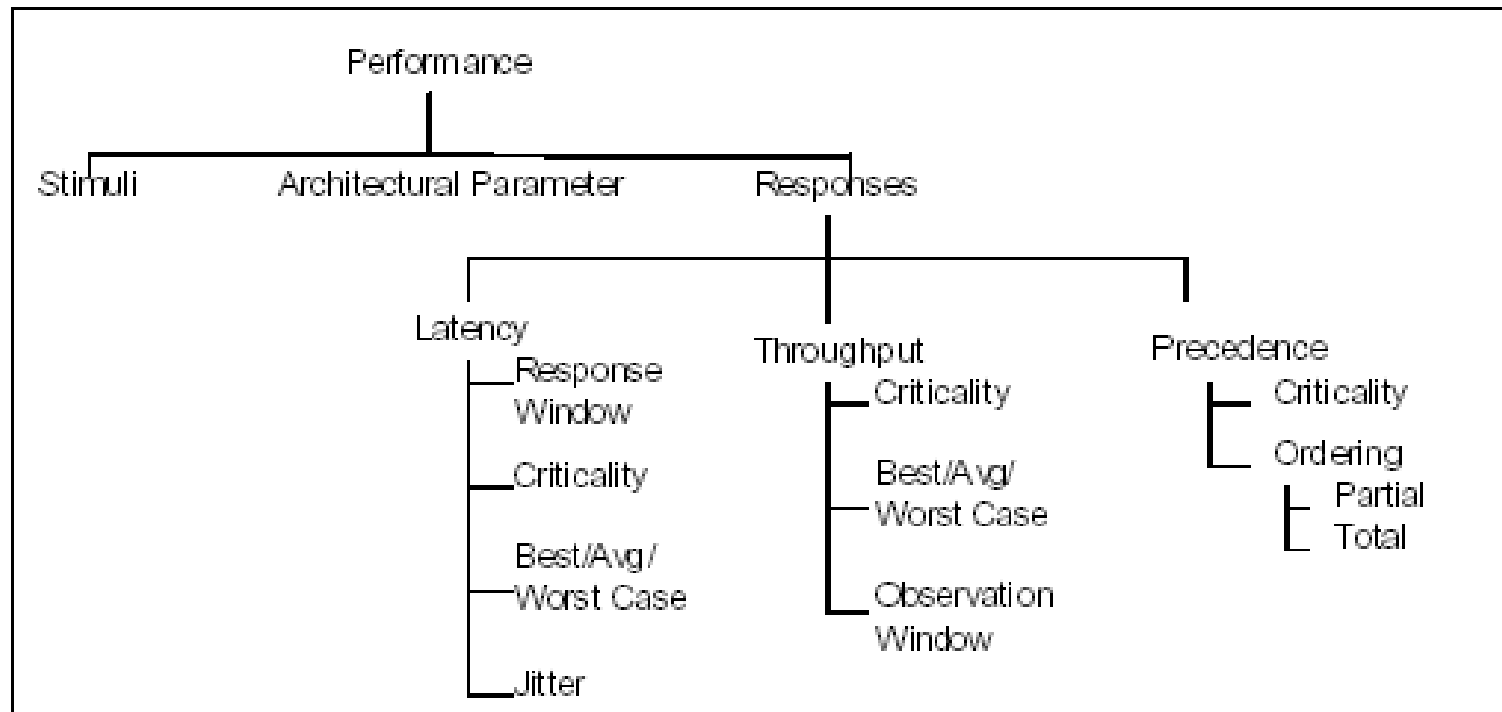 Performance
Stimuli
Architectural Parameter
Responses
Latency
Response
Window
Criticality
Best/Avg/
Worst Case
Jitter
Throughput
Criticality
Best/Avg/
Worst Case
Observation
Window
Precedence
Criticality
Ordering
Partial
Total